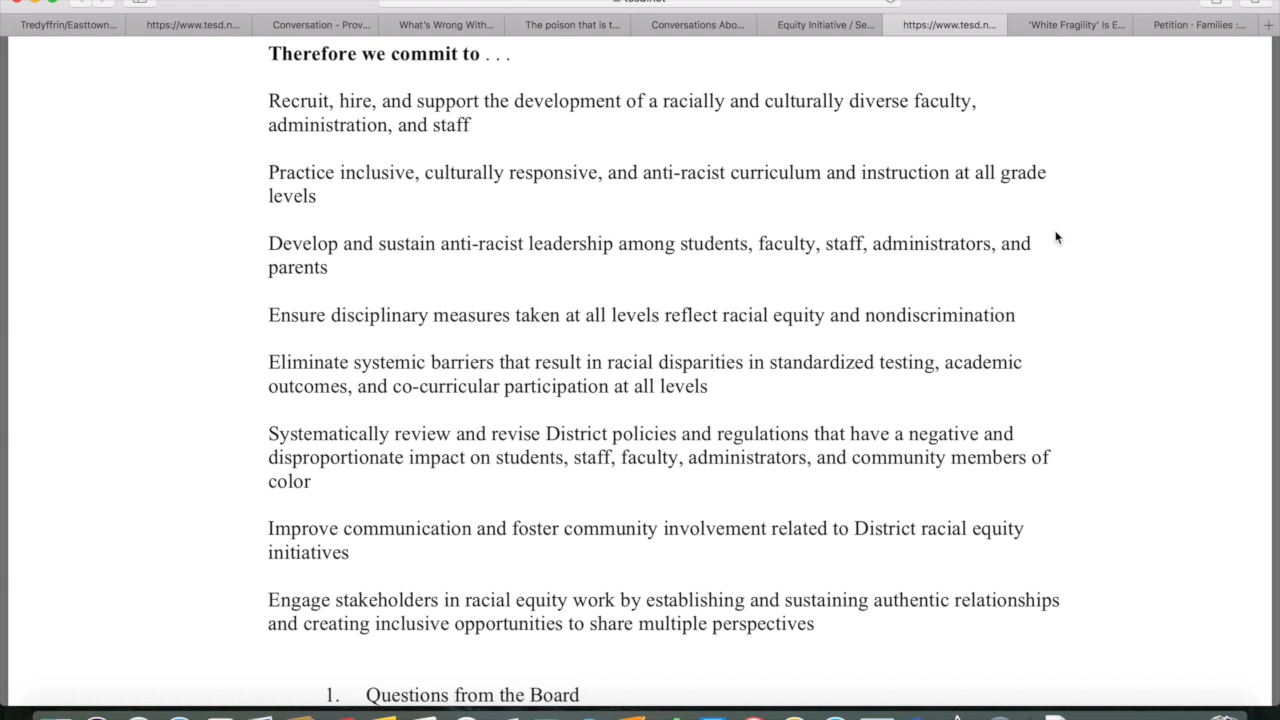 Tredyffrin/Easttown...
https://www.tesd.n...
Conversation - Prov...
What's Wrong With...
The poison that is t...
Conversations Abo...
Equity Initiative / Se...
https://www.tesd.n...
'White Fragility' Is E...
Petition · Families :...
Therefore we commit to . . .
Recruit, hire, and support the development of a racially and culturally diverse faculty,
administration, and staff
Practice inclusive, culturally responsive, and anti-racist curriculum and instruction at all grade
levels
Develop and sustain anti-racist leadership among students, faculty, staff, administrators, and
parents
Ensure disciplinary measures taken at all levels reflect racial equity and nondiscrimination
Eliminate systemic barriers that result in racial disparities in standardized testing, academic
outcomes, and co-curricular participation at all levels
Systematically review and revise District policies and regulations that have a negative and
disproportionate impact on students, staff, faculty, administrators, and community members of
color
Improve communication and foster community involvement related to District racial equity
initiatives
Engage stakeholders in racial equity work by establishing and sustaining authentic relationships
and creating inclusive opportunities to share multiple perspectives
1. Questions from the Board